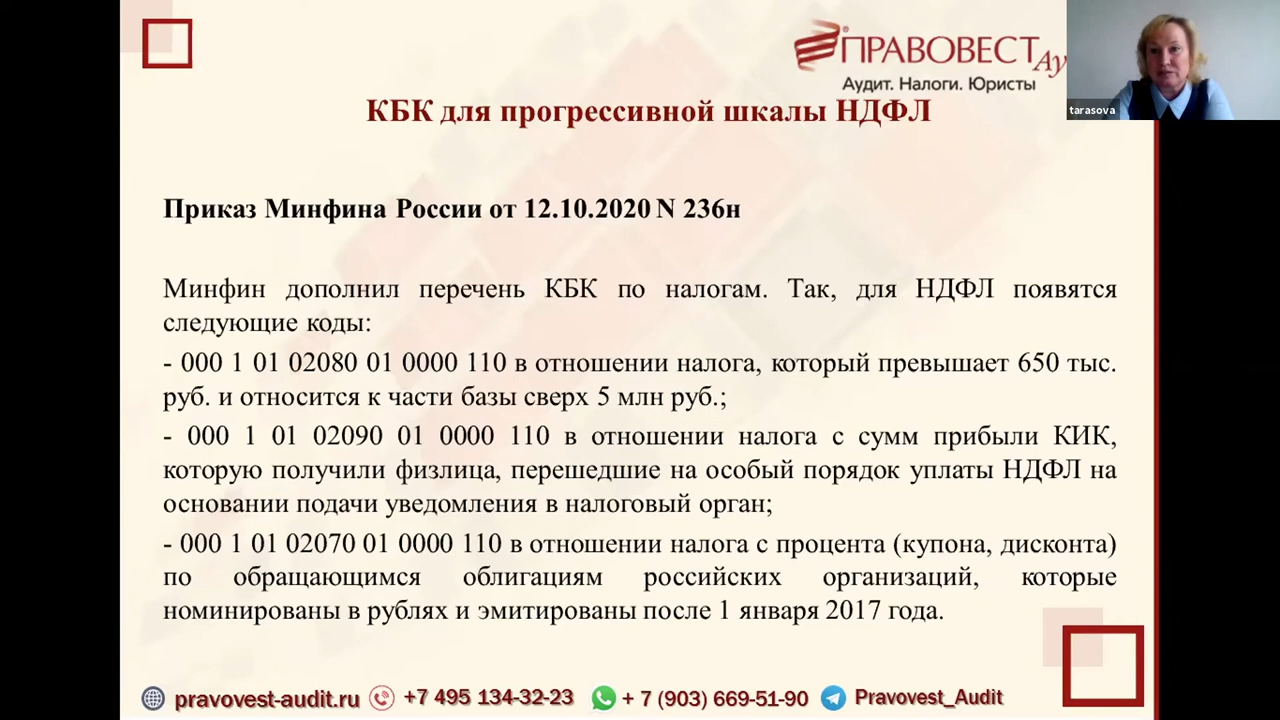 ПРАВОВЕСТ Ау
Аудит. Налоги. Юристы
tarasova
КБК для прогрессивной шкалы НДФЛ
Приказ Минфина России от 12.10.2020 N 236н
Минфин дополнил перечень КБК по налогам. Так, для НДФЛ появятся
следующие коды:
- 000 1 01 02080 01 0000 110 в отношении налога, который превышает 650 тыс.
руб. и относится к части базы сверх 5 млн руб.;
- 000 1 01 02090 01 0000 110 в отношении налога с сумм прибыли КИК,
которую получили физлица, перешедшие на особый порядок уплаты НДФЛ на
основании подачи уведомления в налоговый орган;
- 000 1 01 02070 01 0000 110 в отношении налога с процента (купона, дисконта)
по обращающимся облигациям российских организаций, которые
номинированы в рублях и эмитированы после 1 января 2017 года.
pravovest-audit.ru +7 495 134-32-23 + 7 (903) 669-51-90 Pravovest_Audit